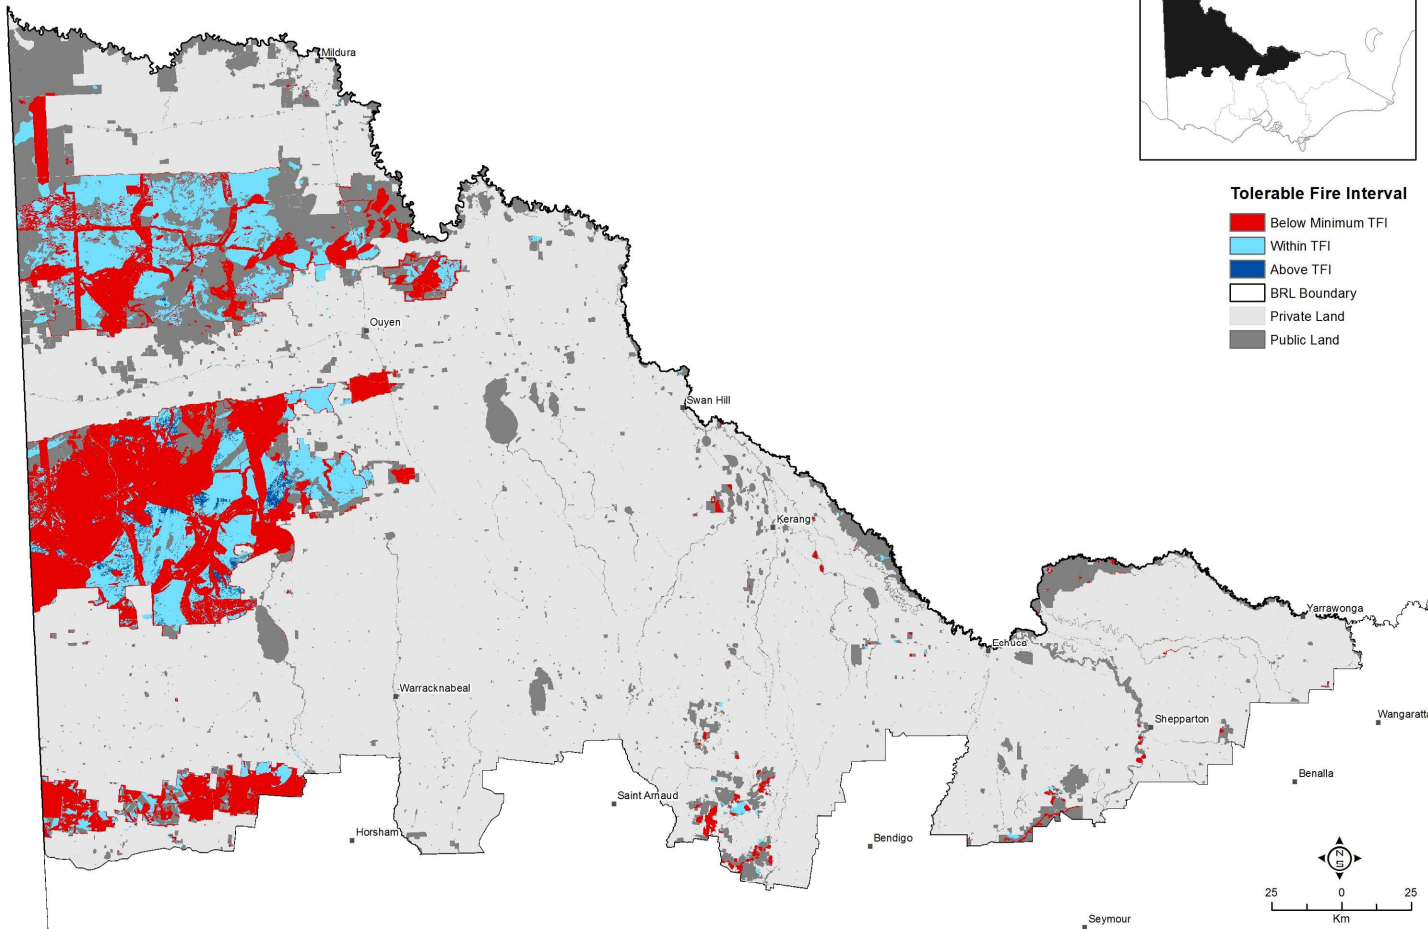 Mildura
Tolerable Fire Interval
Below Minimum TFI
Within TFI
Above TFI
BRL Boundary
Private Land
Public Land
Ouyen
Swan Hill
Kerang
Yarrawonga
Echuca
Warracknabeal
Shepparton
Wangaratta
Benalla
Saint Arnaud
Horsham
Bendigo
N
S
25 0 25
Km
Seymour